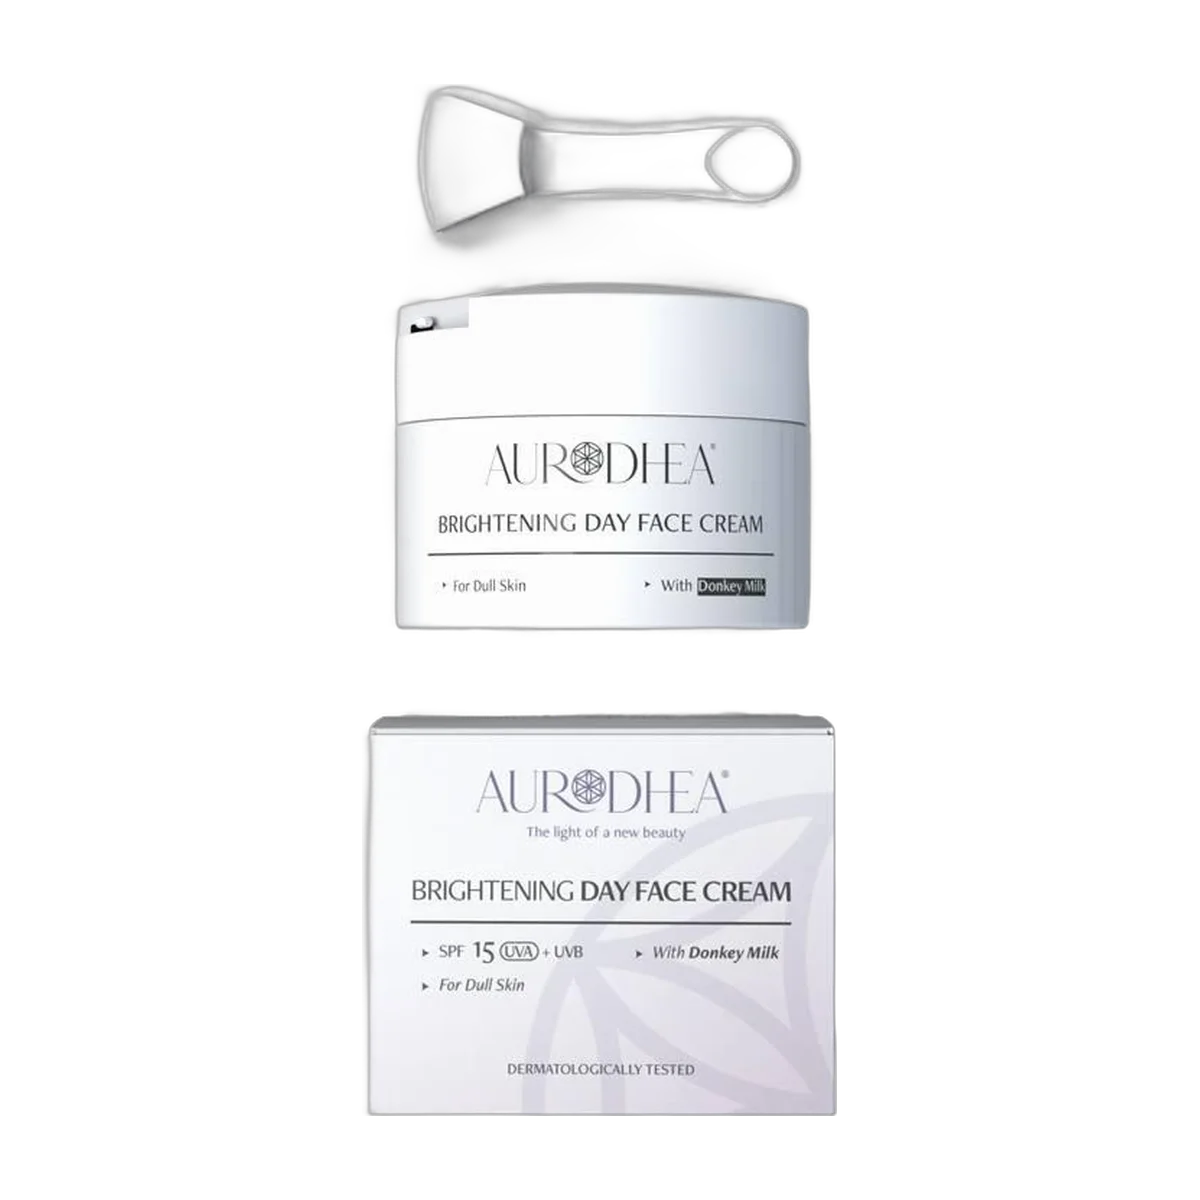 AURODHEA®
BRIGHTENING DAY FACE CREAM
‣ For Dull Skin ‣ With Donkey Milk
AURODHEA®
The light of a new beauty
BRIGHTENING DAY FACE CREAM
‣ SPF 15 UVA + UVB ‣ With Donkey Milk
‣ For Dull Skin
DERMATOLOGICALLY TESTED